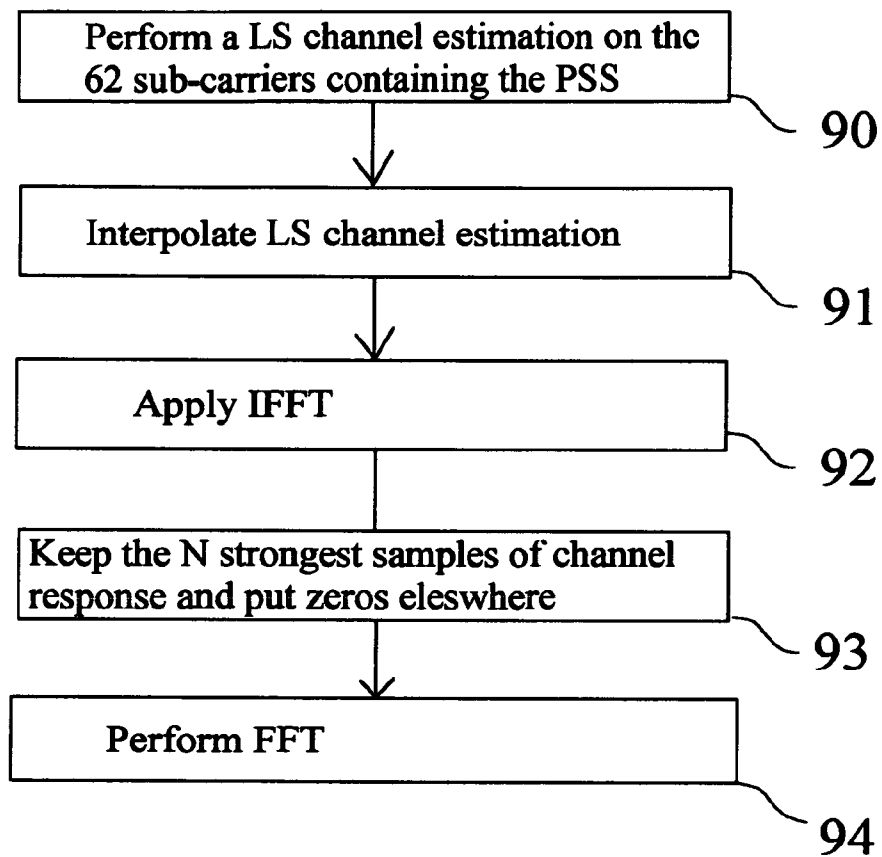 Perform a LS channel estimation on thc
62 sub-carriers containing the PSS
90
Interpolate LS channel estimation
91
Apply IFFT
92
Keep the N strongest samples of channel
response and put zeros eleswhere
93
Perform FFT
94